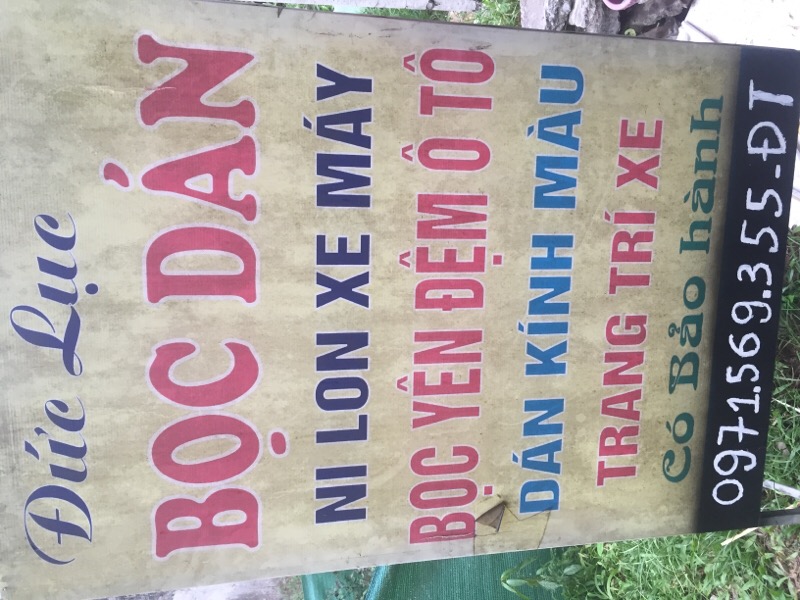 Đức Lục
BỌC DÁN
NI LON XE MÁY
BỌC YÊN ĐỆM Ô TÔ
DÁN KÍNH MÀU
TRANG TRÍ XE
Có Bảo hành
0971.569.355-ĐT